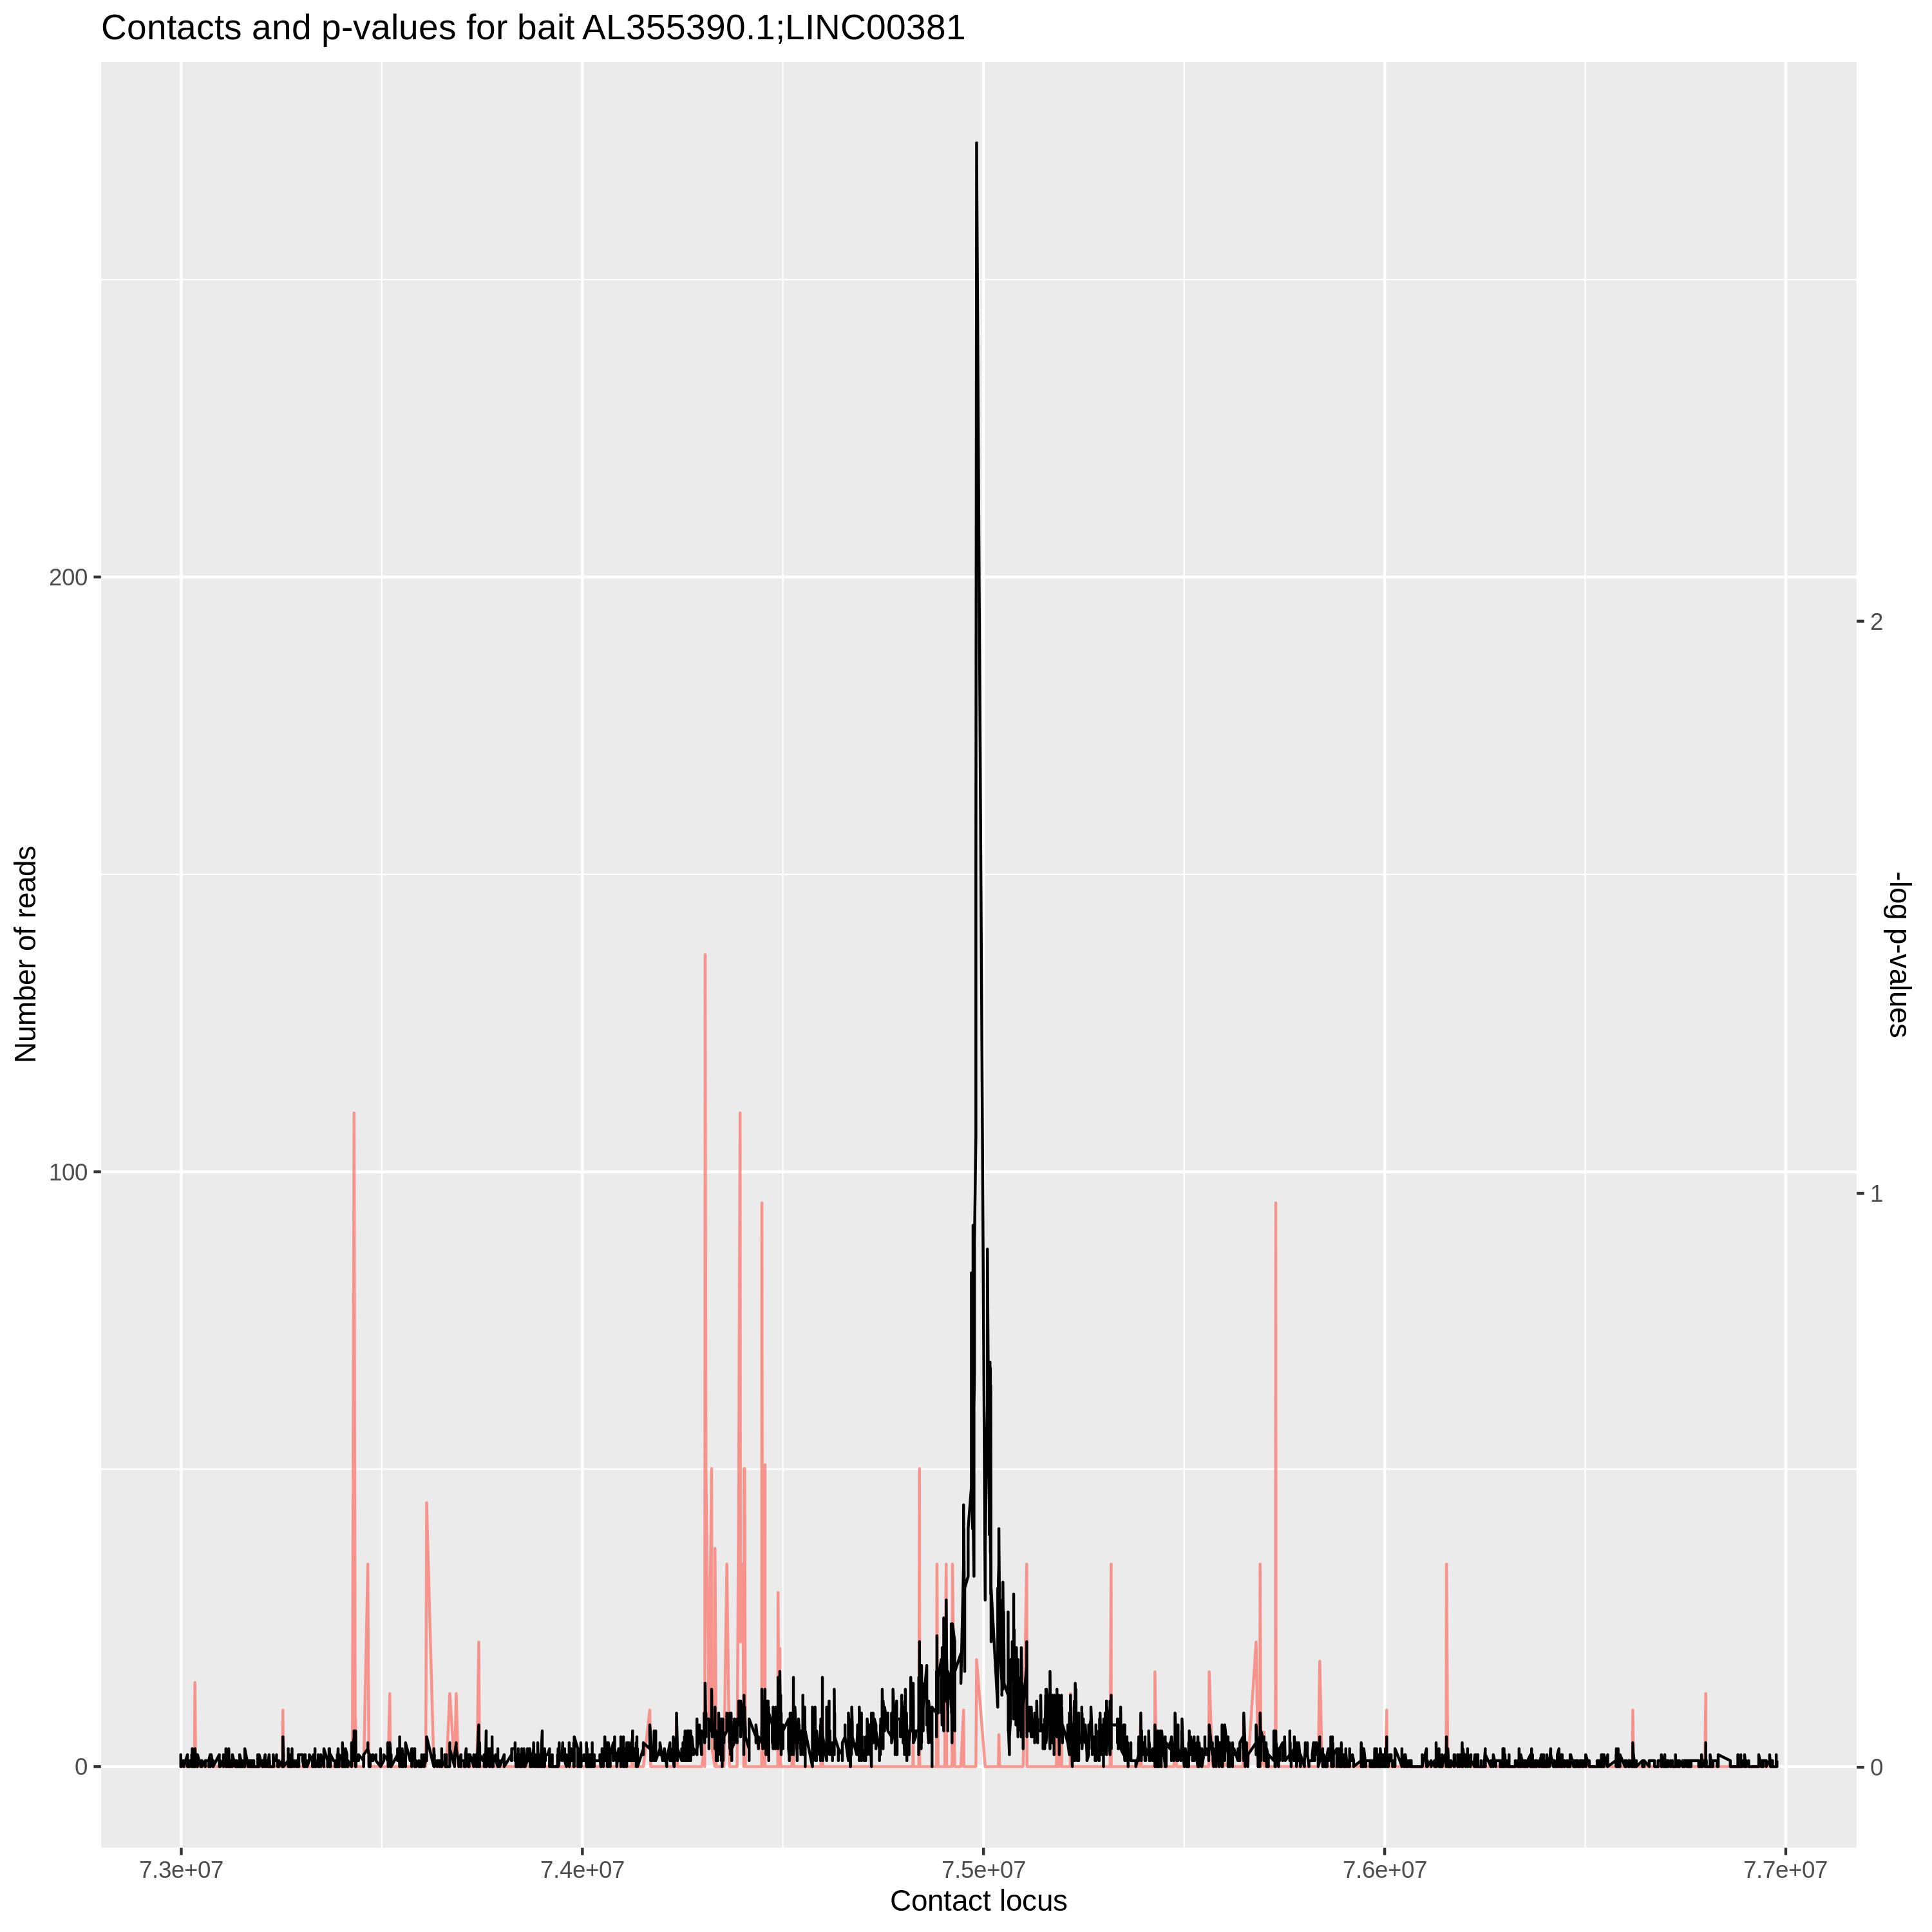 Contacts and p-values for bait AL355390.1;LINC00381
Number of reads
200
100
0
2
1
0
-log p-values
7.3e+07 7.4e+07 7.5e+07 7.6e+07 7.7e+07
Contact locus